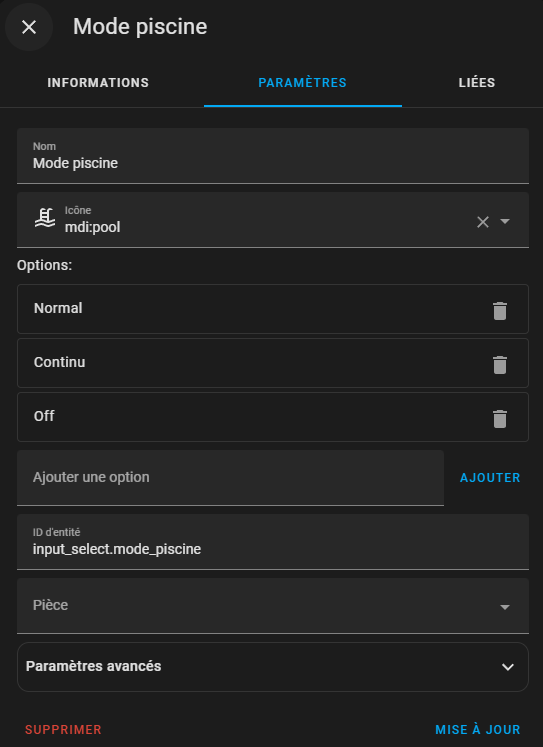 Mode piscine
INFORMATIONS
PARAMÈTRES
LIÉES
Nom
Mode piscine
Icône
mdi:pool
Options:
Normal
Continu
Off
Ajouter une option
AJOUTER
ID d'entité
input_select.mode_piscine
Pièce
Paramètres avancés
SUPPRIMER
MISE À JOUR